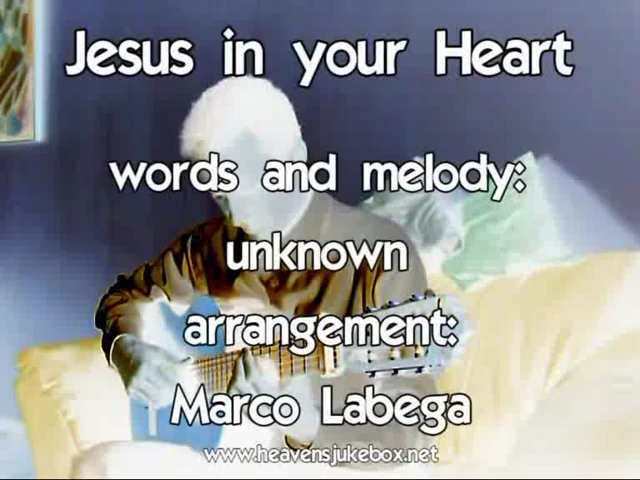 Jesus in your Heart
words and melody:
unknown
arrangement:
Marco Labega
www.heavensjukebox.net